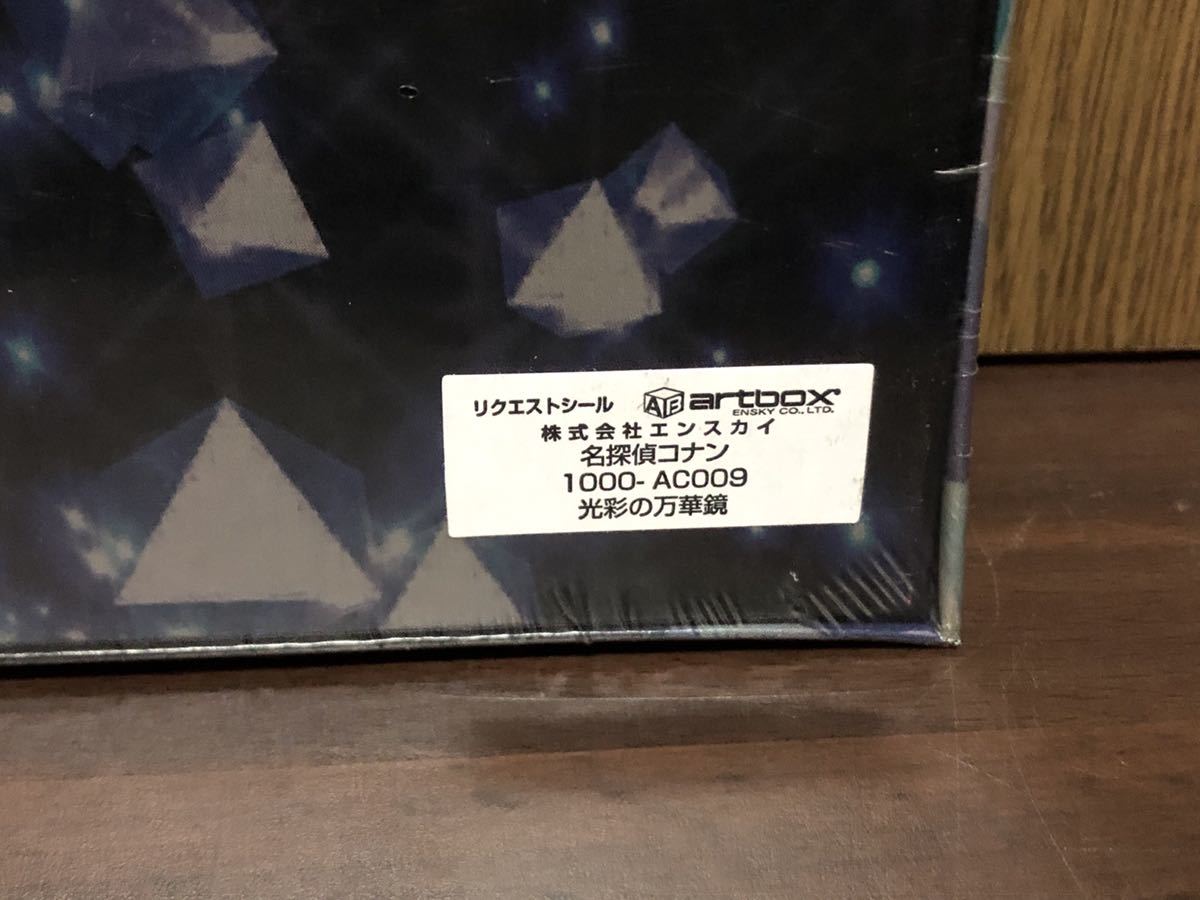 リクエストシール AE artbox
ENSKY CO., LTD.
株式会社エンスカイ
名探偵コナン
1000- AC009
光彩の万華鏡